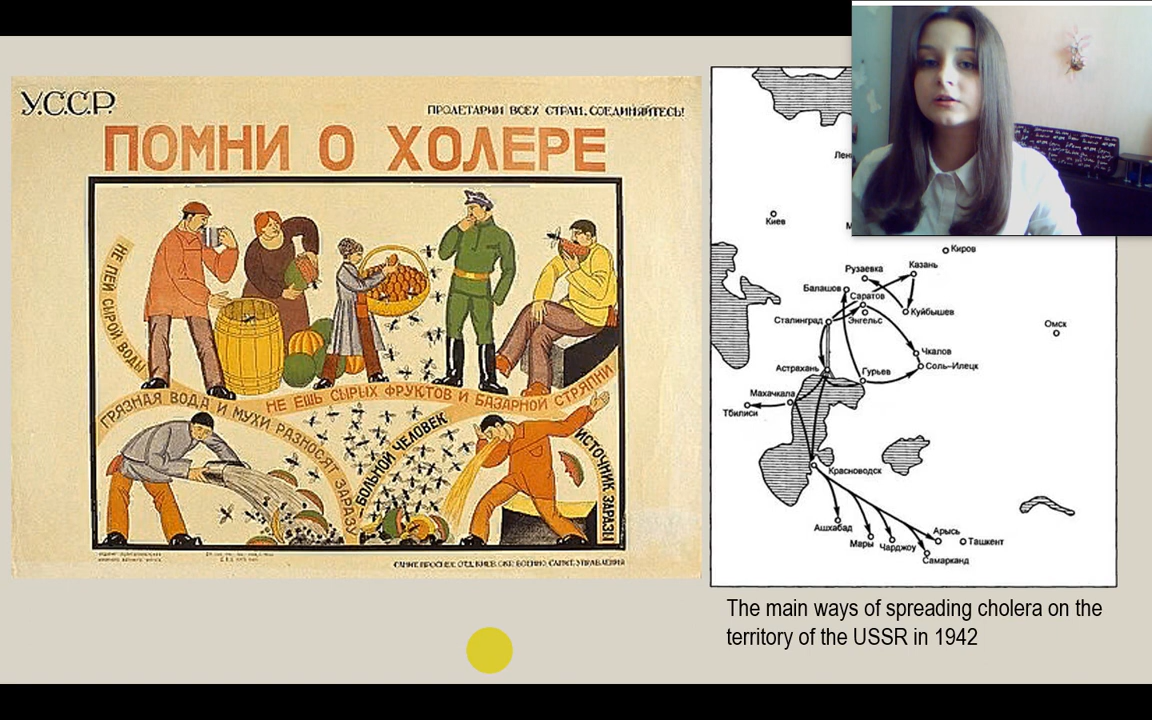 У.С.С.Р.
ПРОЛЕТАРИИ ВСЕХ СТРАН, СОЕДИНЯЙТЕСЬ!
ПОМНИ О ХОЛЕРЕ
НЕ ПЕЙ СЫРОЙ ВОДЫ
НЕ ЕШЬ СЫРЫХ ФРУКТОВ И БАЗАРНОЙ СТРЯПНИ
ГРЯЗНАЯ ВОДА И МУХИ РАЗНОСЯТ ЗАРАЗУ
БОЛЬНОЙ ЧЕЛОВЕК –
ИСТОЧНИК ЗАРАЗЫ
Киев
Киров
Казань
Рузаевка
Балашов
Саратов
Сталинград
Энгельс
Куйбышев
Омск
Чкалов
Соль–Илецк
Астрахань
Гурьев
Махачкала
Тбилиси
Красноводск
Ашхабад
Мары
Чарджоу
Арысь
Ташкент
Самарканд
The main ways of spreading cholera on the
territory of the USSR in 1942